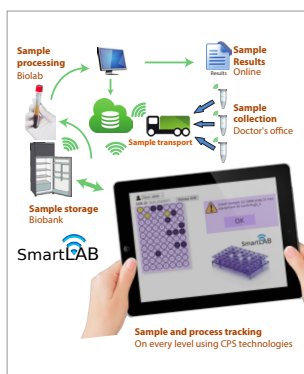 Sample
processing
Biolab
Results
Sample
Results
Online
Sample
collection
Doctor's office
Sample transport
Sample storage
Biobank
SmartLAB
OK
SmartLAB
Sample and process tracking
On every level using CPS technologies